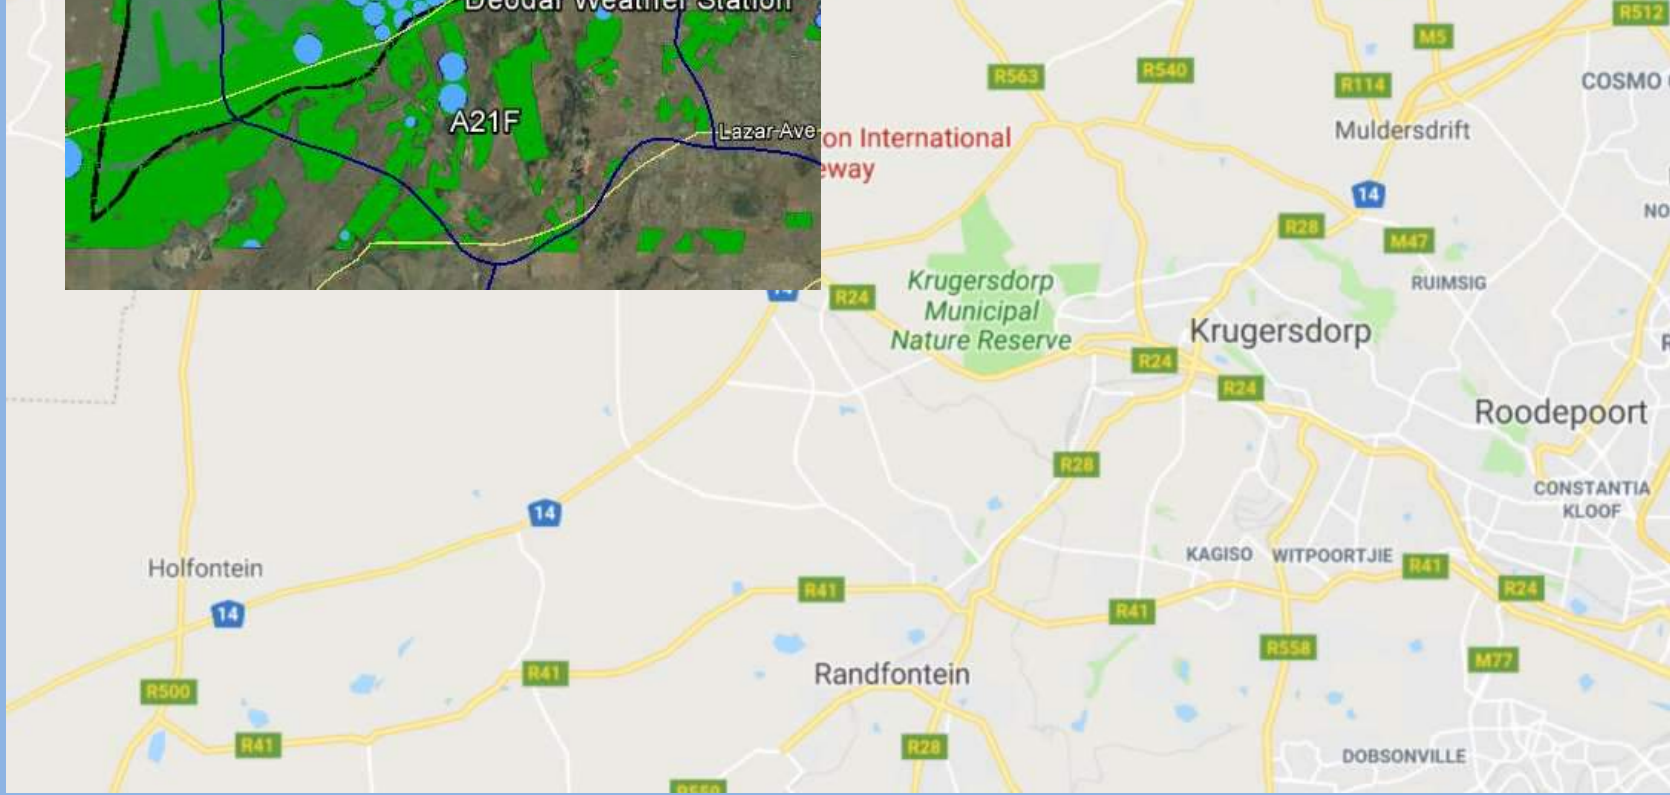 Deodar Weather Station
A21F
Lazar Ave
R512
M5
R563
R540
R114
COSMO
Muldersdrift
on International
eway
14
R28
M47
NO
RUIMSIG
Krugersdorp
Municipal
Nature Reserve
14
R24
Krugersdorp
R24
R24
Roodepoort
R28
CONSTANTIA
KLOOF
14
Holfontein
KAGISO
WITPOORTJIE
R41
R41
R24
14
R41
R558
R41
Randfontein
M77
R500
R41
R28
DOBSONVILLE
R559